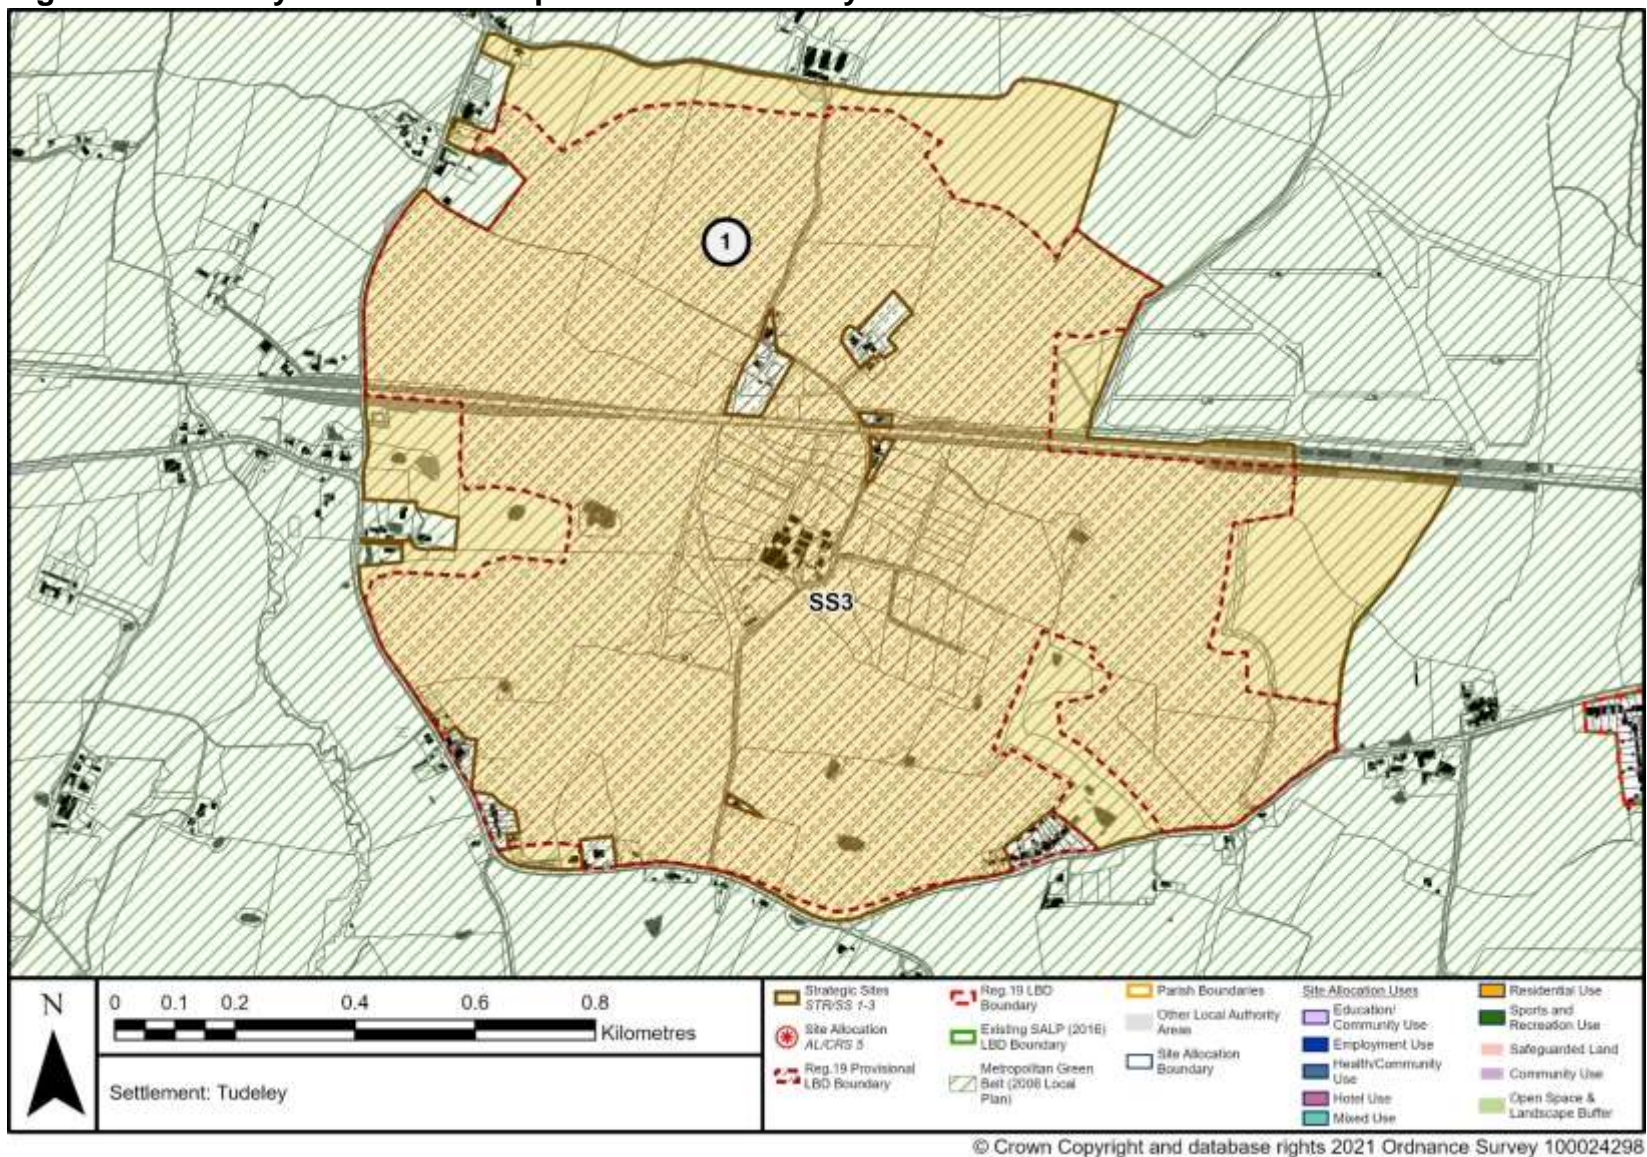 1
SS3
N
0 0.1 0.2 0.4 0.6 0.8
Kilometres
Settlement: Tudeley
Strategic Sites
STR/SS 1-3
Site Allocation
AL/CRS 5
Reg.19 Provisional
LBD Boundary
Reg.19 LBD
Boundary
Existing SALP (2016)
LBD Boundary
Metropolitan Green
Belt (2006 Local
Plan)
Parish Boundaries
Other Local Authority
Areas
Site Allocation
Boundary
Site Allocation Uses
Education/
Community Use
Employment Use
Health/Community
Use
Hotel Use
Mixed Use
Residential Use
Sports and
Recreation Use
Safeguarded Land
Community Use
Open Space &
Landscape Buffer
© Crown Copyright and database rights 2021 Ordnance Survey 100024298